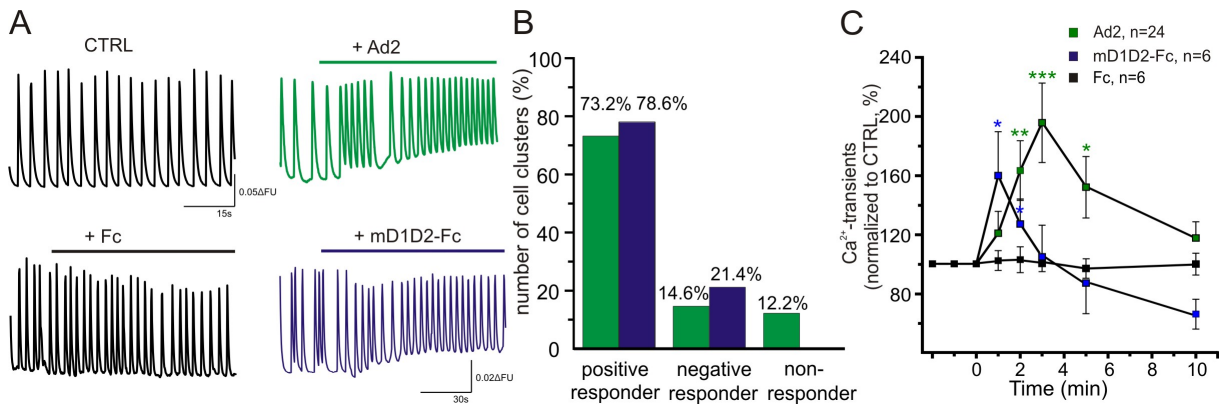 A
CTRL
+ Ad2
0.05ΔFU
15s
+ Fc
+ mD1D2-Fc
0.02ΔFU
30s
B
number of cell clusters (%)
100
80
60
40
20
0
73.2% 78.6%
14.6% 21.4%
12.2%
positive responder
negative responder
non-responder
C
Ad2, n=24
mD1D2-Fc, n=6
Fc, n=6
Ca²⁺-transients
(normalized to CTRL, %)
240
200
160
120
80
*
**
***
*
*
0 2 4 6 8 10
Time (min)